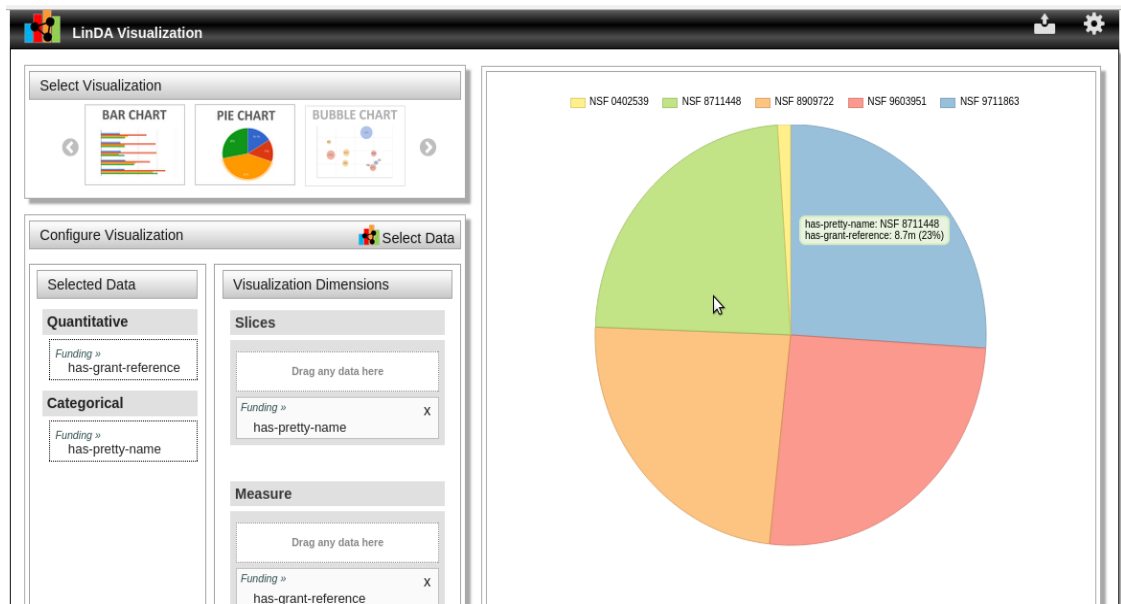 LinDA Visualization
Select Visualization
BAR CHART
PIE CHART
BUBBLE CHART
Configure Visualization
Select Data
Selected Data
Quantitative
Funding »
has-grant-reference
Categorical
Funding »
has-pretty-name
Visualization Dimensions
Slices
Drag any data here
Funding »
X
has-pretty-name
Measure
Drag any data here
Funding »
X
has-grant-reference
NSF 0402539 NSF 8711448 NSF 8909722 NSF 9603951 NSF 9711863
has-pretty-name: NSF 8711448
has-grant-reference: 8.7m (23%)